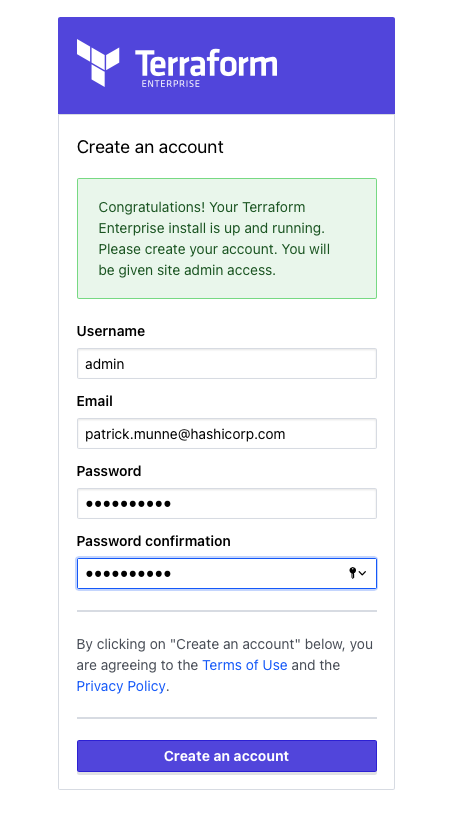 Terraform
ENTERPRISE
Create an account
Congratulations! Your Terraform
Enterprise install is up and running.
Please create your account. You will
be given site admin access.
Username
admin
Email
patrick.munne@hashicorp.com
Password
●●●●●●●●●●
Password confirmation
●●●●●●●●●●
By clicking on "Create an account" below, you
are agreeing to the Terms of Use and the
Privacy Policy.
Create an account